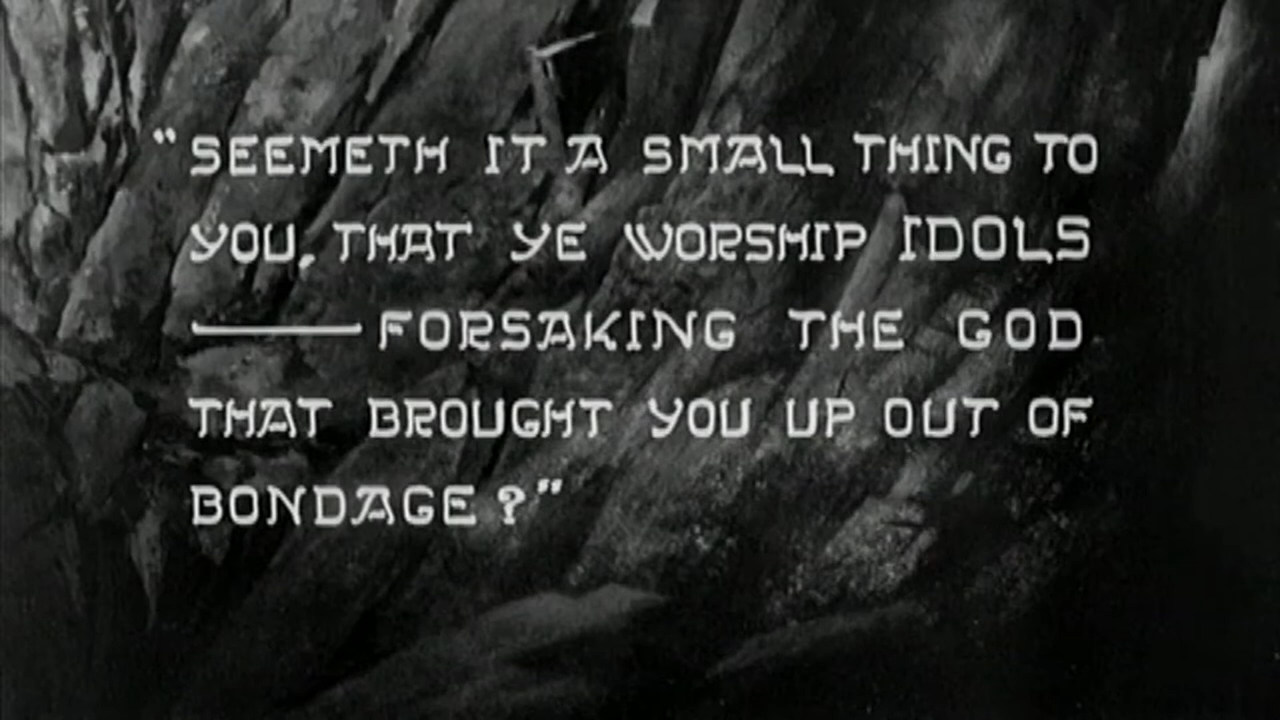 "SEEMETH IT A SMALL THING TO
YOU, THAT YE WORSHIP IDOLS
—FORSAKING THE GOD
THAT BROUGHT YOU UP OUT OF
BONDAGE?"